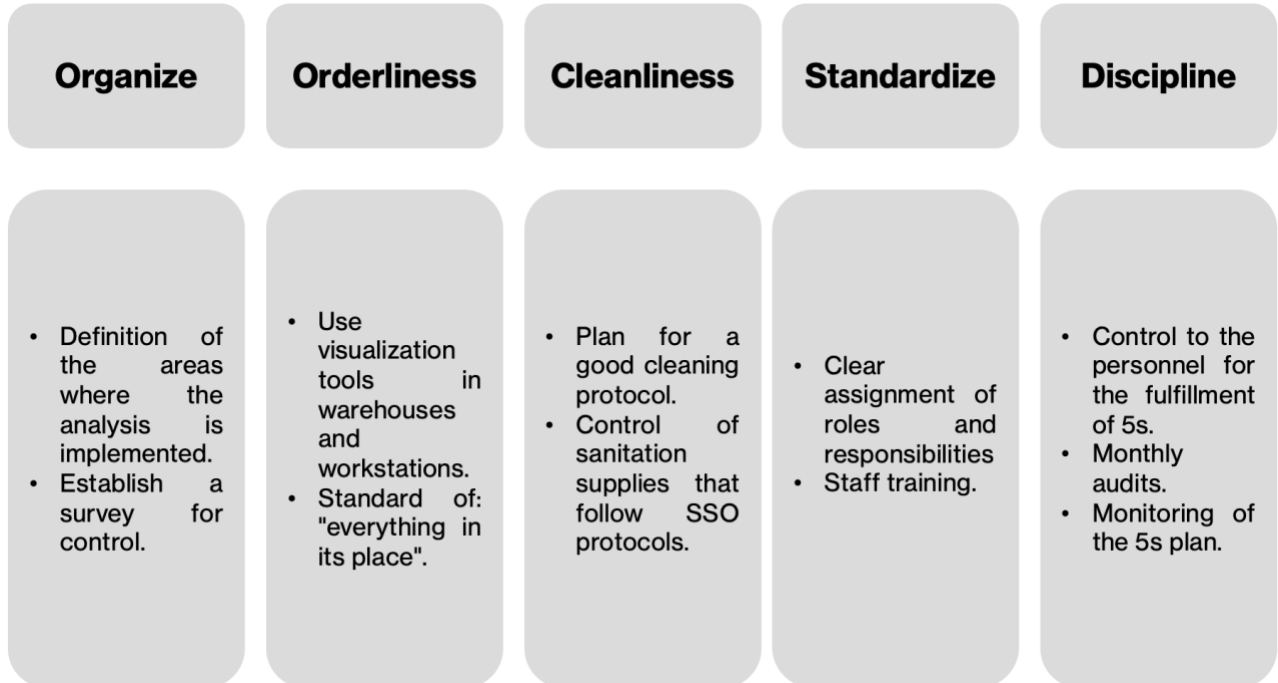 Organize
Orderliness
Cleanliness
Standardize
Discipline
• Definition of
the areas
where the
analysis is
implemented.
• Establish a
survey for
control.
• Use
visualization
tools in
warehouses
and
workstations.
• Standard of:
"everything in
its place".
• Plan for a
good cleaning
protocol.
• Control of
sanitation
supplies that
follow SSO
protocols.
• Clear
assignment of
roles and
responsibilities
• Staff training.
• Control to the
personnel for
the fulfillment
of 5s.
• Monthly
audits.
• Monitoring of
the 5s plan.